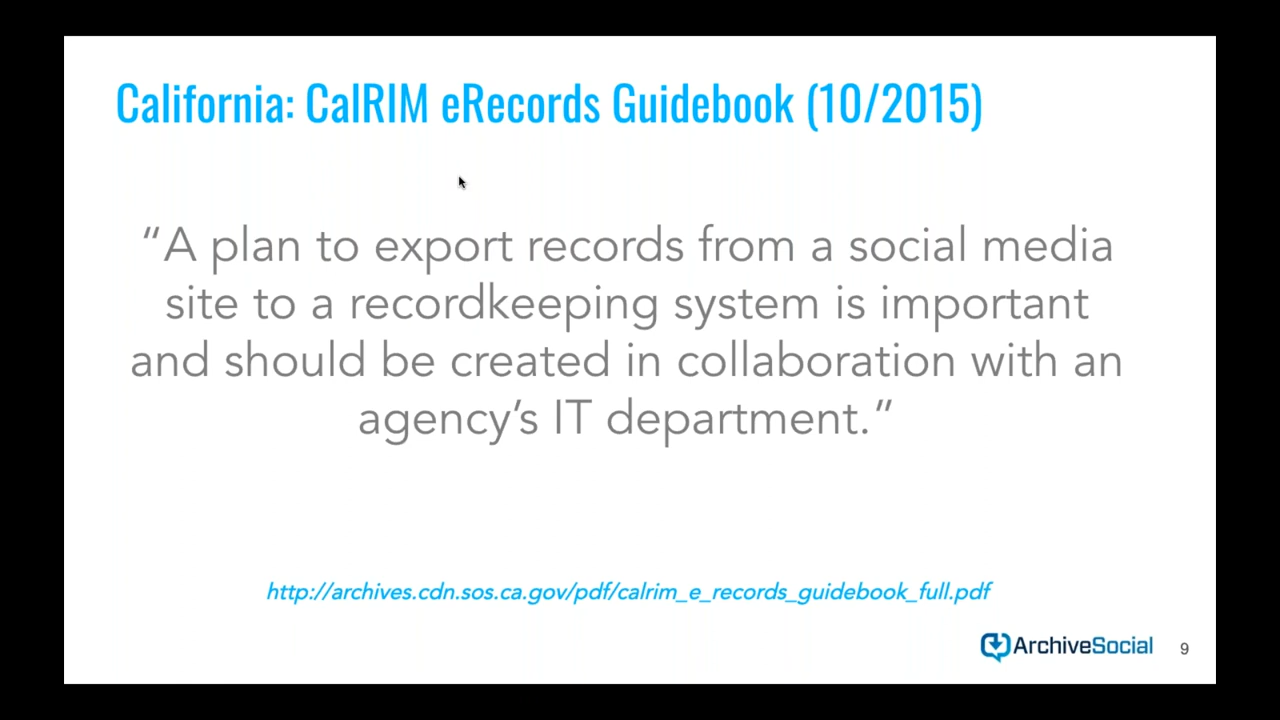 California: CalRIM eRecords Guidebook (10/2015)
“A plan to export records from a social media
site to a recordkeeping system is important
and should be created in collaboration with an
agency’s IT department.”
http://archives.cdn.sos.ca.gov/pdf/calrim_e_records_guidebook_full.pdf
ArchiveSocial
9